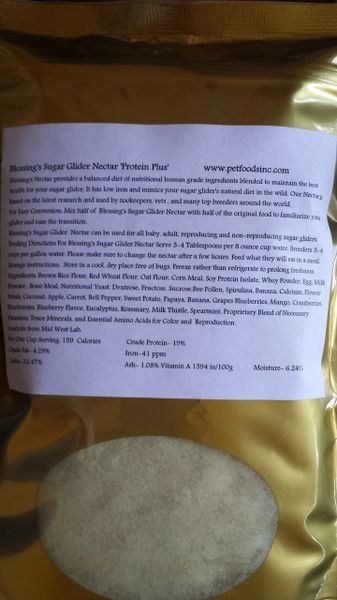 Blessing's Sugar Glider Nectar 'Protein Plus' www.petfoodsinc.com
Blessing's Nectar provides a balanced diet of nutritional human grade ingredients blended to maintain the best
health for your sugar glider. It has low iron and mimics your sugar glider's natural diet in the wild. Our Nectar is
based on the latest research and used by zookeepers, vets , and many top breeders around the world.
For Easy Conversion. Mix half of Blessing's Sugar Glider Nectar with half of the original food to familiarize your
glider and ease the transition.
Blessing's Sugar Glider Nectar can be used for all baby, adult, reproducing and non-reproducing sugar gliders
Feeding Directions For Blessing's Sugar Glider Nectar Serve 3-4 Tablespoons per 8 ounce cup water Breeders 3-4
cups per gallon water. Please make sure to change the nectar after a few hours. Feed what they will eat in a meal.
Storage Instructions. Store in a cool, dry place free of bugs. Freeze rather than refrigerate to prolong freshness.
Ingredients, Brown Rice Flour, Red Wheat Flour, Oat Flour, Corn Meal, Soy Protein Isolate, Whey Powder, Egg, Milk
Powder , Bone Meal, Nutritional Yeast, Dextrose, Fructose, Sucrose,Bee Pollen, Spirulina, Banana, Calcium, Flower
Petals, Coconut, Apple, Carrot, Bell Pepper, Sweet Potato, Papaya, Banana, Grapes Blueberries, Mango, Cranberries,
Blueberries, Blueberry Flavor, Eucalyptus, Rosemary, Milk Thistle, Spearmint, Proprietary Blend of Necessary
Vitamins, Trace Minerals, and Essential Amino Acids for Color and Reproduction.
Analysis from Mid West Lab.
Per One Cup Serving, 159 Calories Crude Protein- 19%
Crude Fat- 4.29% Iron-41 ppm
Carb- 32.47% Ash- 1.08% Vitamin A 1594 iu/100g Moisture- 6.24%